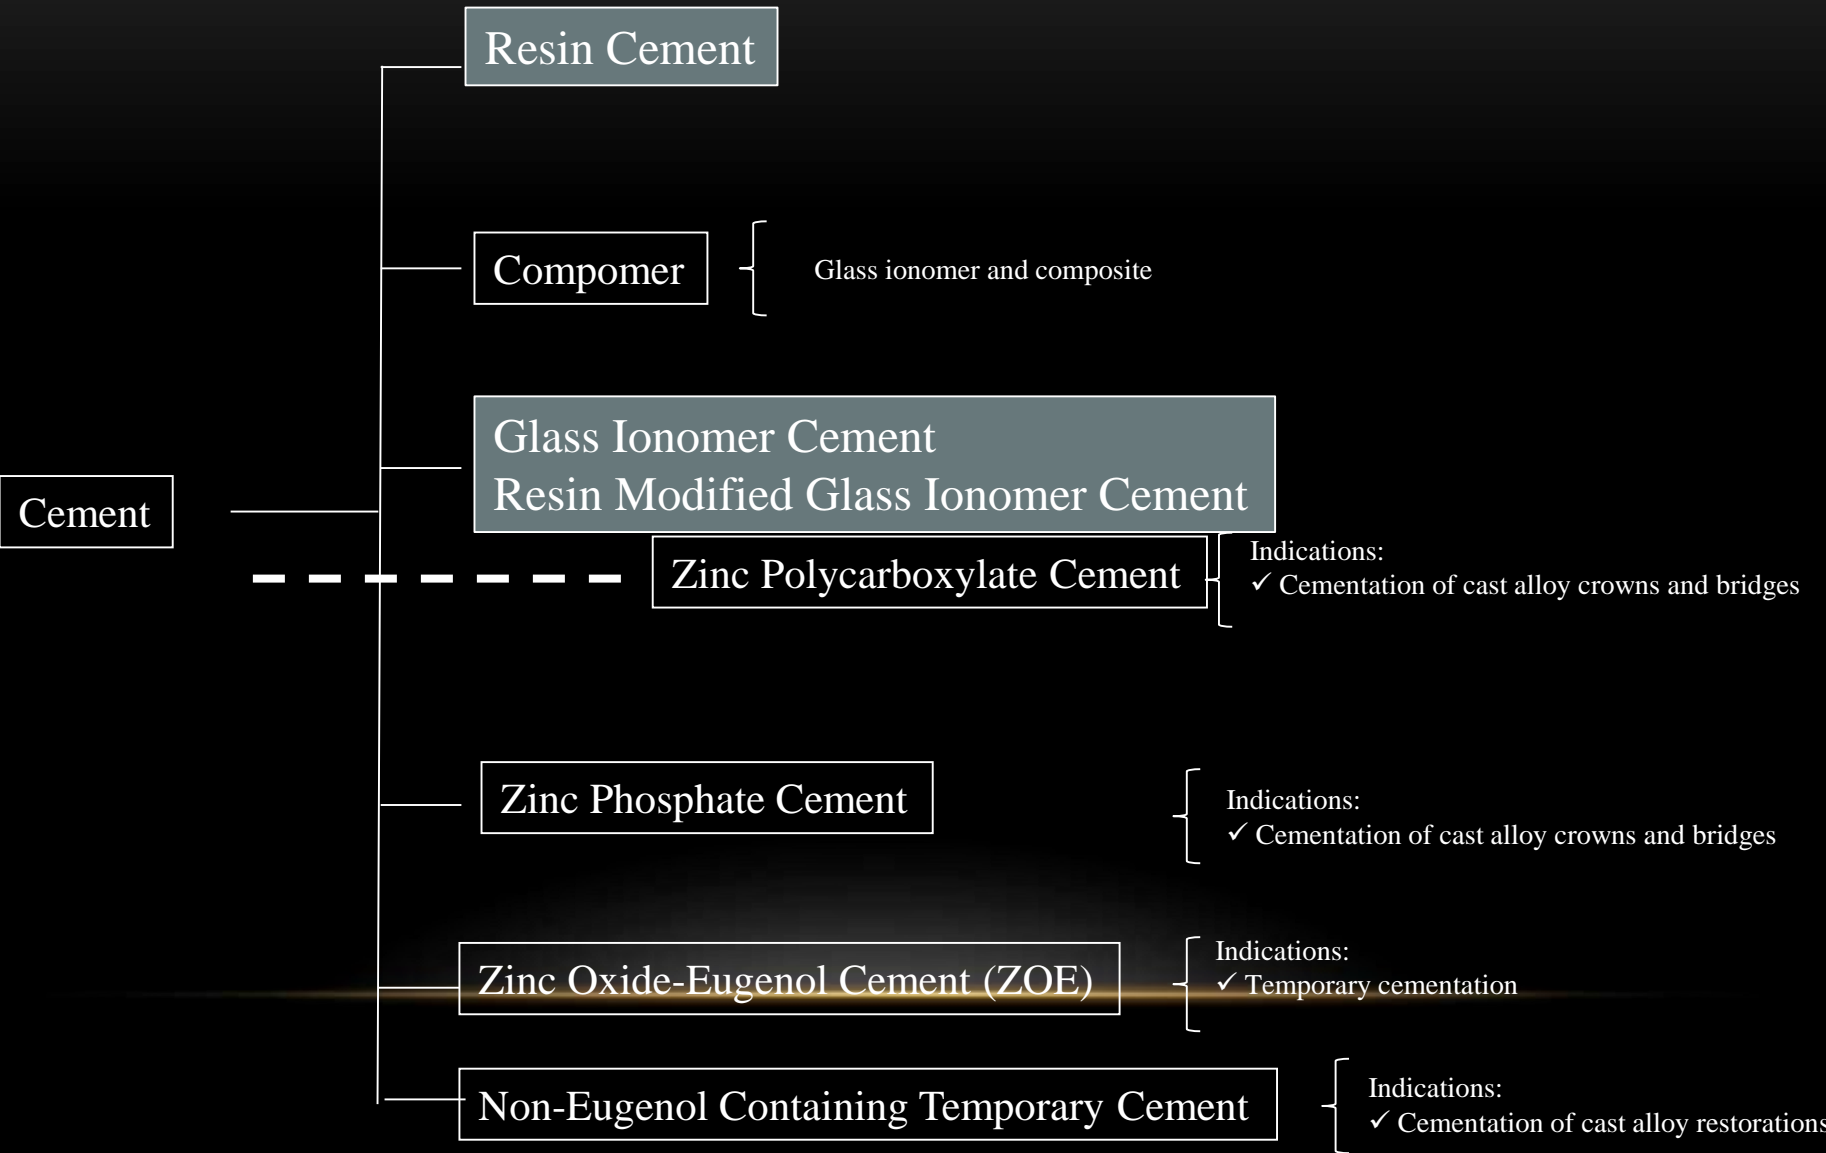 Resin Cement
Compomer
Glass ionomer and composite
Glass Ionomer Cement
Resin Modified Glass Ionomer Cement
Cement
Zinc Polycarboxylate Cement
Indications:
✓ Cementation of cast alloy crowns and bridges
Zinc Phosphate Cement
Indications:
✓ Cementation of cast alloy crowns and bridges
Zinc Oxide-Eugenol Cement (ZOE)
Indications:
✓ Temporary cementation
Non-Eugenol Containing Temporary Cement
Indications:
✓ Cementation of cast alloy restorations